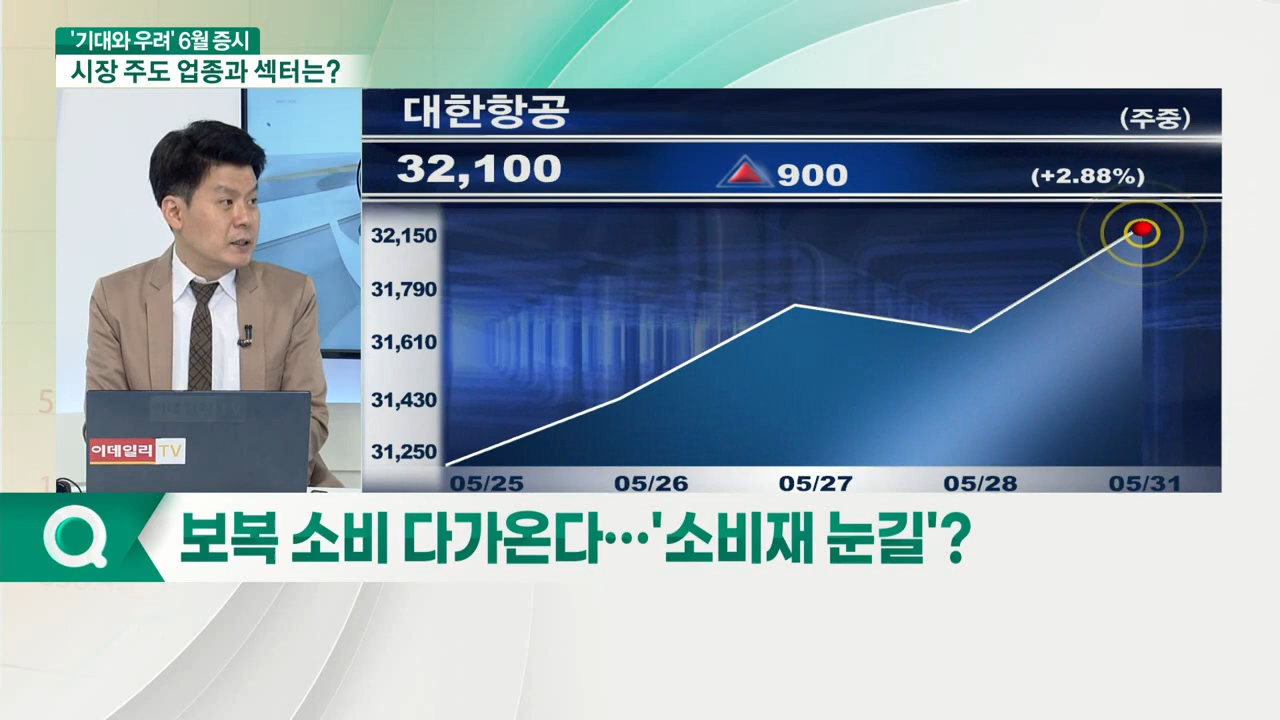 '기대와 우려' 6월 증시
시장 주도 업종과 섹터는?
대한항공
(주중)
32,100
900
(+2.88%)
32,150
31,790
31,610
31,430
31,250
05/25
05/26
05/27
05/28
05/31
이데일리 TV
보복 소비 다가온다…'소비재 눈길'?